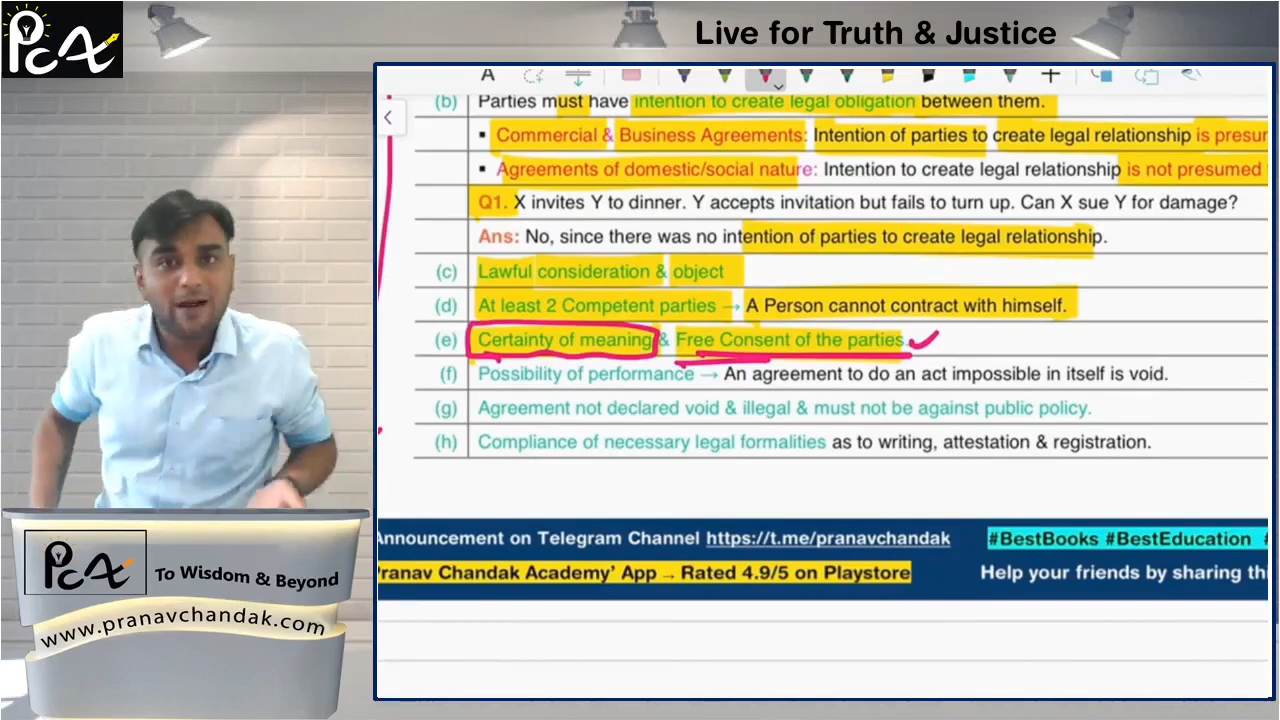 PCA
Live for Truth & Justice
A
(b) Parties must have intention to create legal obligation between them.
▪ Commercial & Business Agreements: Intention of parties to create legal relationship is presu
▪ Agreements of domestic/social nature: Intention to create legal relationship is not presumed
Q1. X invites Y to dinner. Y accepts invitation but fails to turn up. Can X sue Y for damage?
Ans: No, since there was no intention of parties to create legal relationship.
(c) Lawful consideration & object
(d) At least 2 Competent parties → A Person cannot contract with himself.
(e) Certainty of meaning & Free Consent of the parties.
(f) Possibility of performance → An agreement to do an act impossible in itself is void.
(g) Agreement not declared void & illegal & must not be against public policy.
(h) Compliance of necessary legal formalities as to writing, attestation & registration.
Announcement on Telegram Channel https://t.me/pranavchandak #BestBooks #BestEducation #
Pranav Chandak Academy' App → Rated 4.9/5 on Playstore Help your friends by sharing thi
PCA To Wisdom & Beyond
www.pranavchandak.com